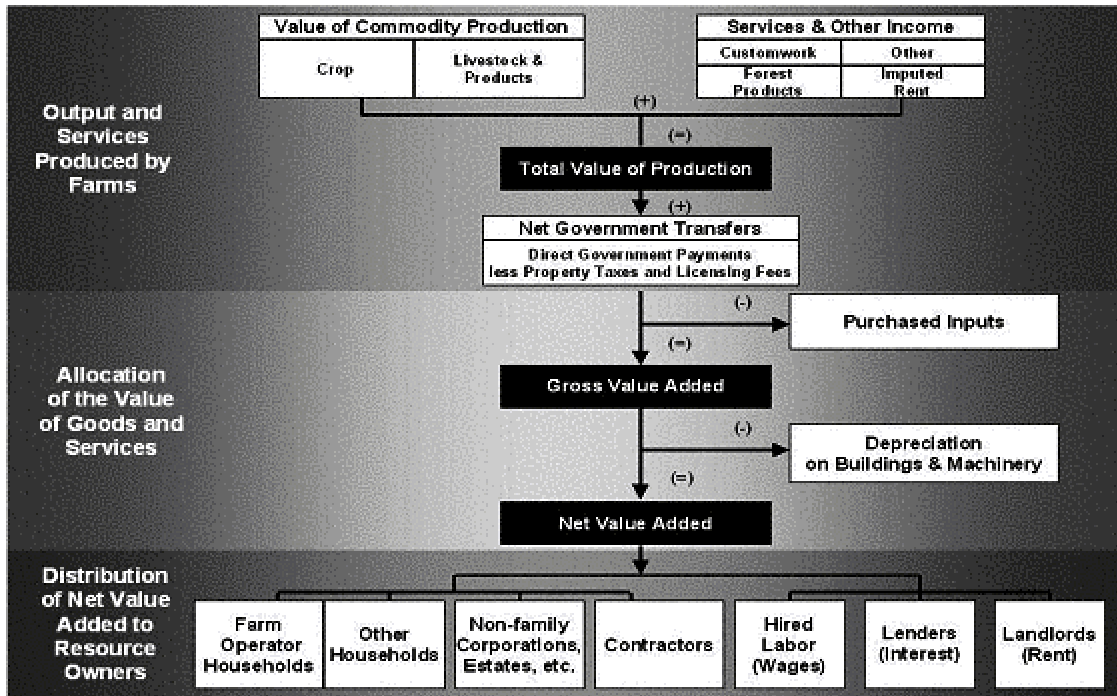 Value of Commodity Production
Crop
Livestock &
Products
Services & Other Income
Customwork
Other
Forest
Products
Imputed
Rent
(+)
(=)
Output and
Services
Produced by
Farms
Total Value of Production
(+)
Net Government Transfers
Direct Government Payments
less Property Taxes and Licensing Fees
(-)
Purchased Inputs
(=)
Allocation
of the Value
of Goods and
Services
Gross Value Added
(-)
Depreciation
on Buildings & Machinery
(=)
Net Value Added
Distribution
of Net Value
Added to
Resource
Owners
Farm
Operator
Households
Other
Households
Non-family
Corporations,
Estates, etc.
Contractors
Hired
Labor
(Wages)
Lenders
(Interest)
Landlords
(Rent)